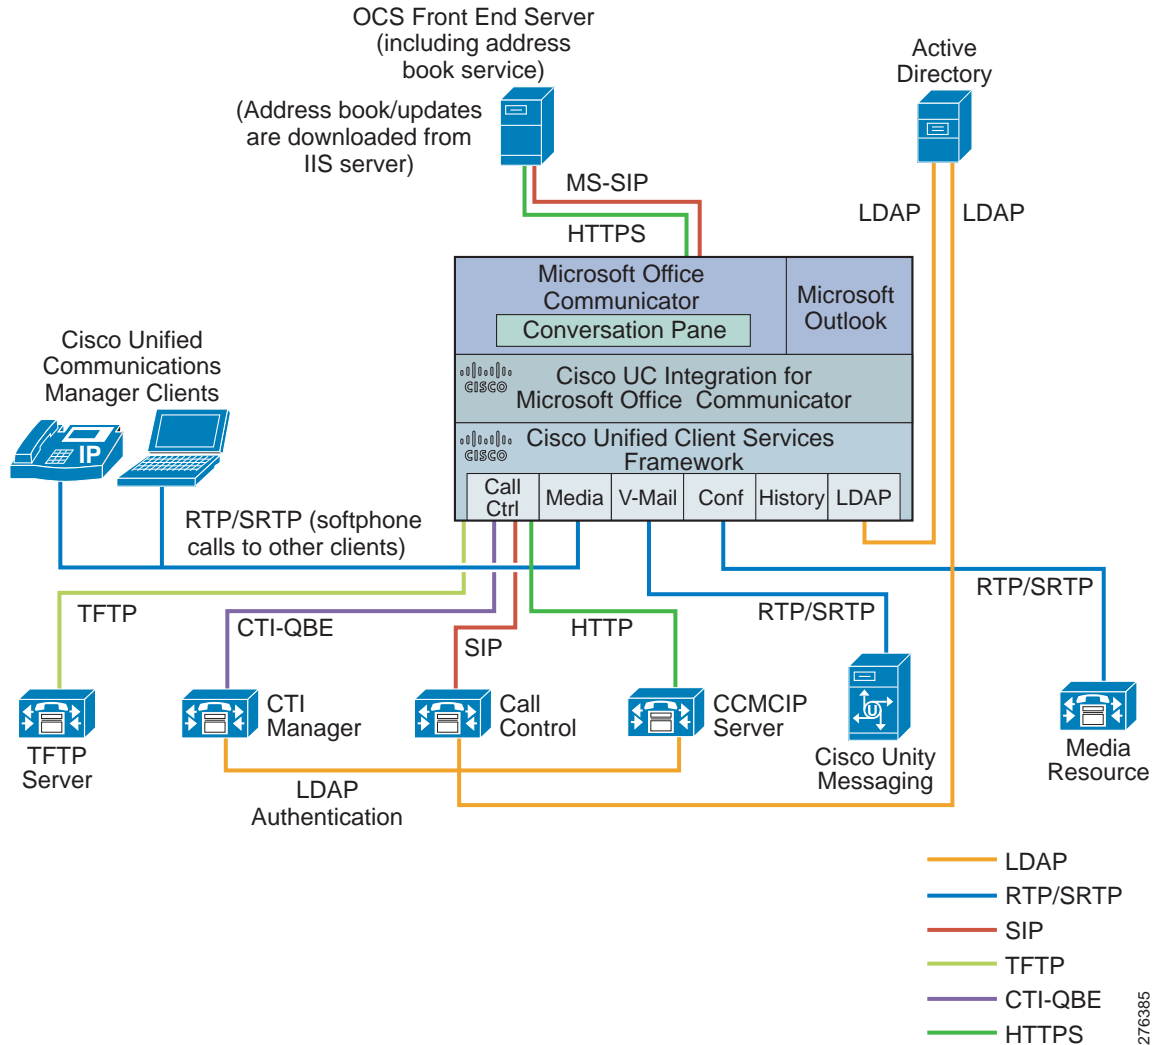 OCS Front End Server
(including address
book service)
(Address book/updates
are downloaded from
IIS server)
Active
Directory
MS-SIP
HTTPS
LDAP
LDAP
Microsoft Office
Communicator
Conversation Pane
Microsoft
Outlook
CISCO
Cisco UC Integration for
Microsoft Office Communicator
CISCO
Cisco Unified Client Services
Framework
Call
Ctrl
Media
V-Mail
Conf
History
LDAP
Cisco Unified
Communications
Manager Clients
IP
RTP/SRTP (softphone
calls to other clients)
TFTP
CTI-QBE
SIP
HTTP
RTP/SRTP
RTP/SRTP
TFTP
Server
CTI
Manager
Call
Control
CCMCIP
Server
U
Cisco Unity
Messaging
Media
Resource
LDAP
Authentication
LDAP
RTP/SRTP
SIP
TFTP
CTI-QBE
HTTPS
276385